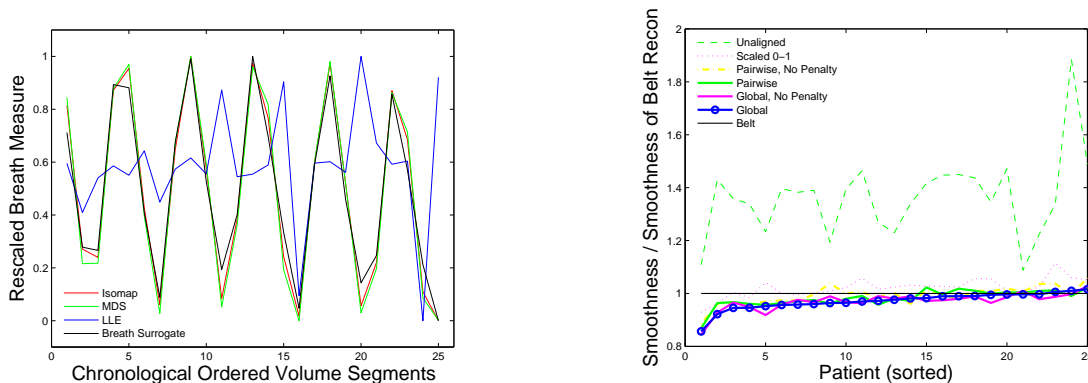 Rescaled Breath Measure
1
0.8
0.6
0.4
0.2
0
Isomap
MDS
LLE
Breath Surrogate
0
5
10
15
20
25
Chronological Ordered Volume Segments
Smoothness / Smoothness of Belt Recon
2
1.8
1.6
1.4
1.2
1
0.8
Unaligned
Scaled 0−1
Pairwise, No Penalty
Pairwise
Global, No Penalty
Global
Belt
0
5
10
15
20
25
Patient (sorted)